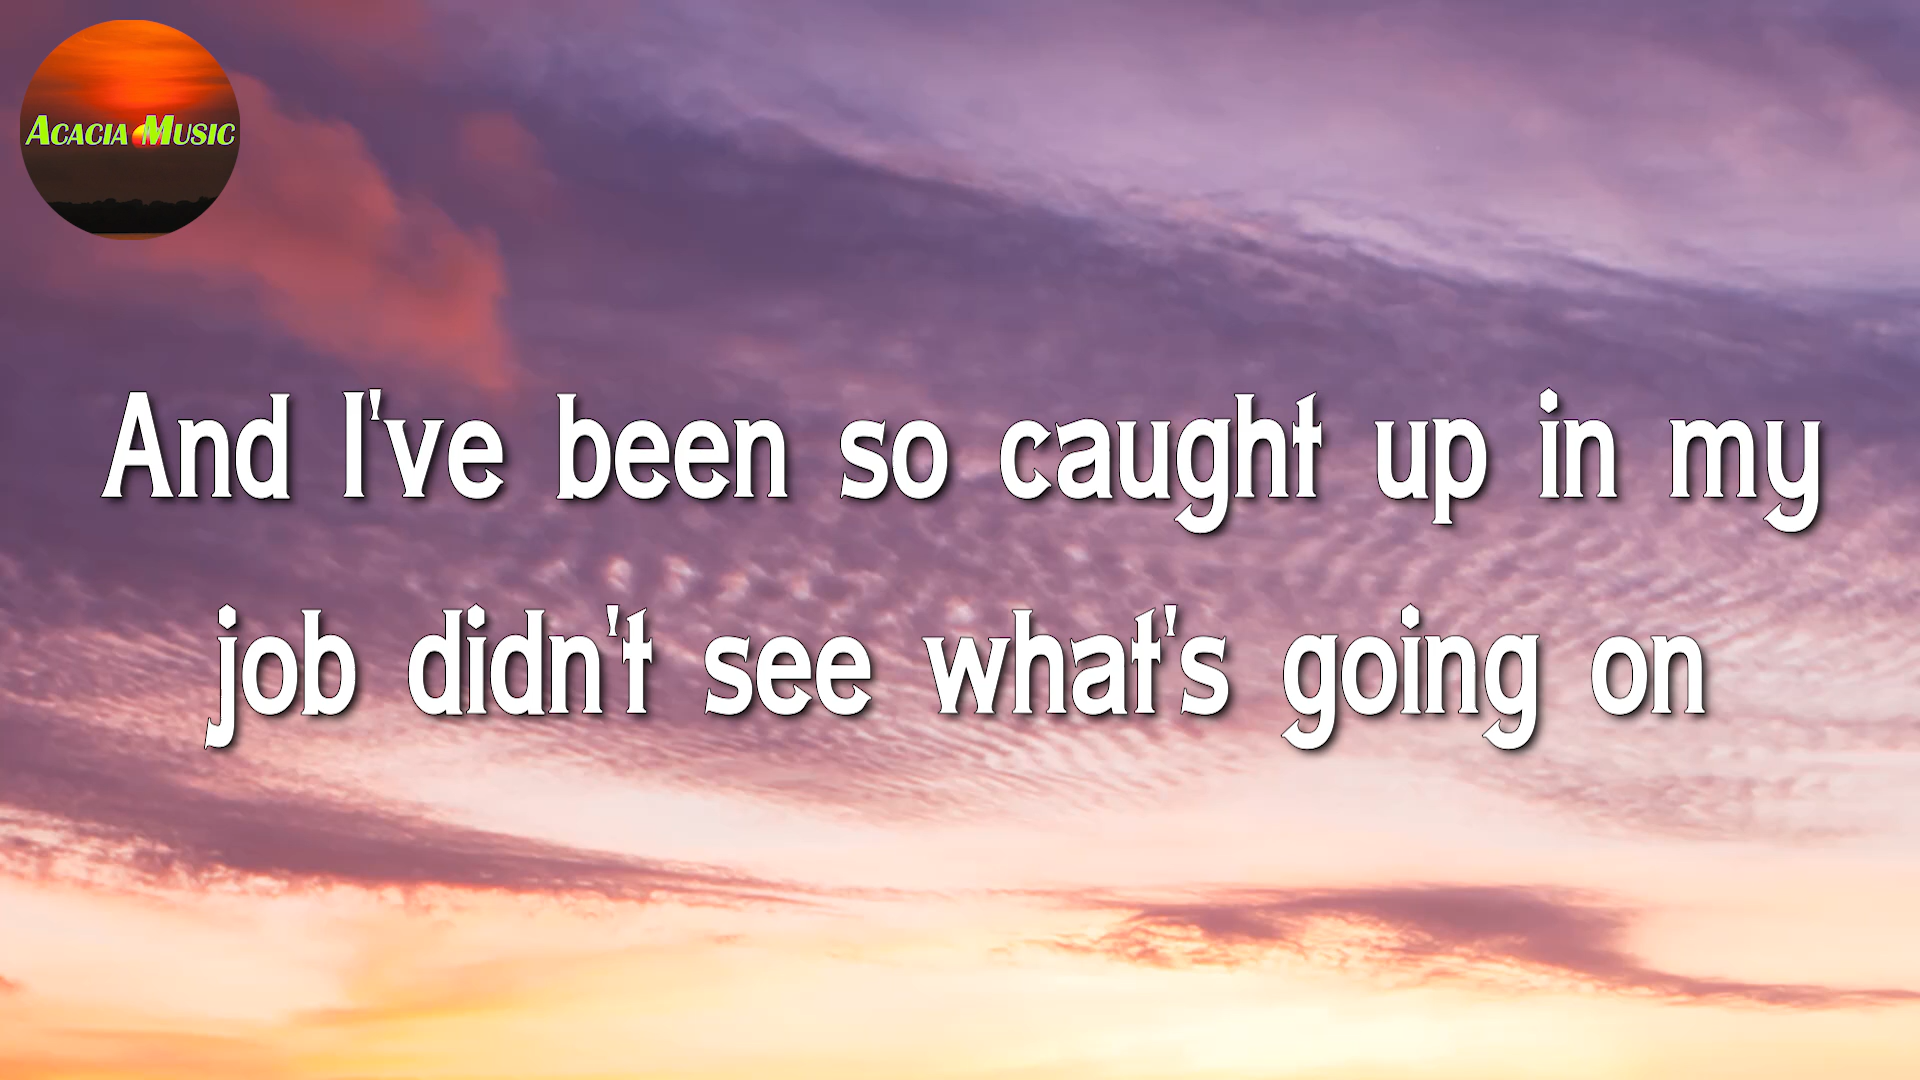 Acacia Music
And I've been so caught up in my
job didn't see what's going on